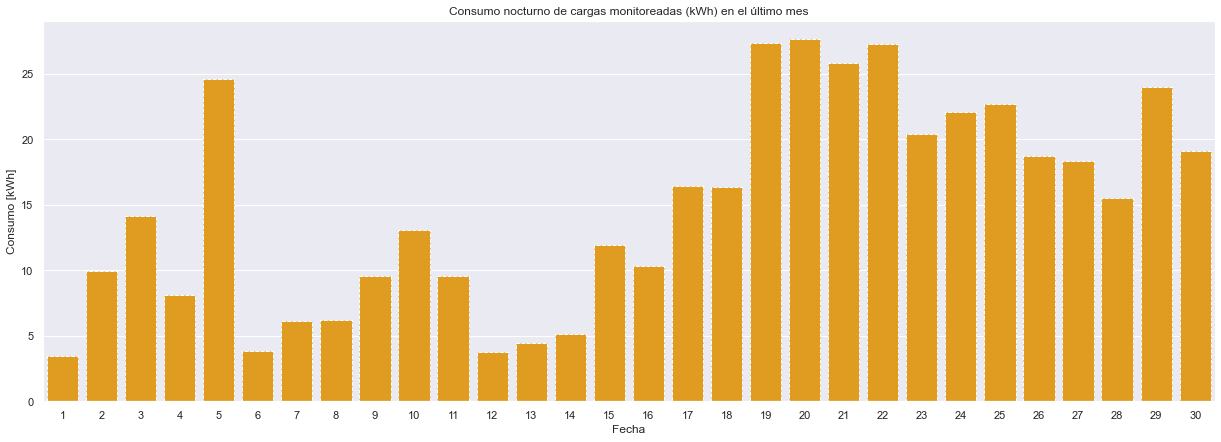 Consumo nocturno de cargas monitoreadas (kWh) en el último mes
Consumo [kWh]
25
20
15
10
5
0
1 2 3 4 5 6 7 8 9 10 11 12 13 14 15 16 17 18 19 20 21 22 23 24 25 26 27 28 29 30
Fecha